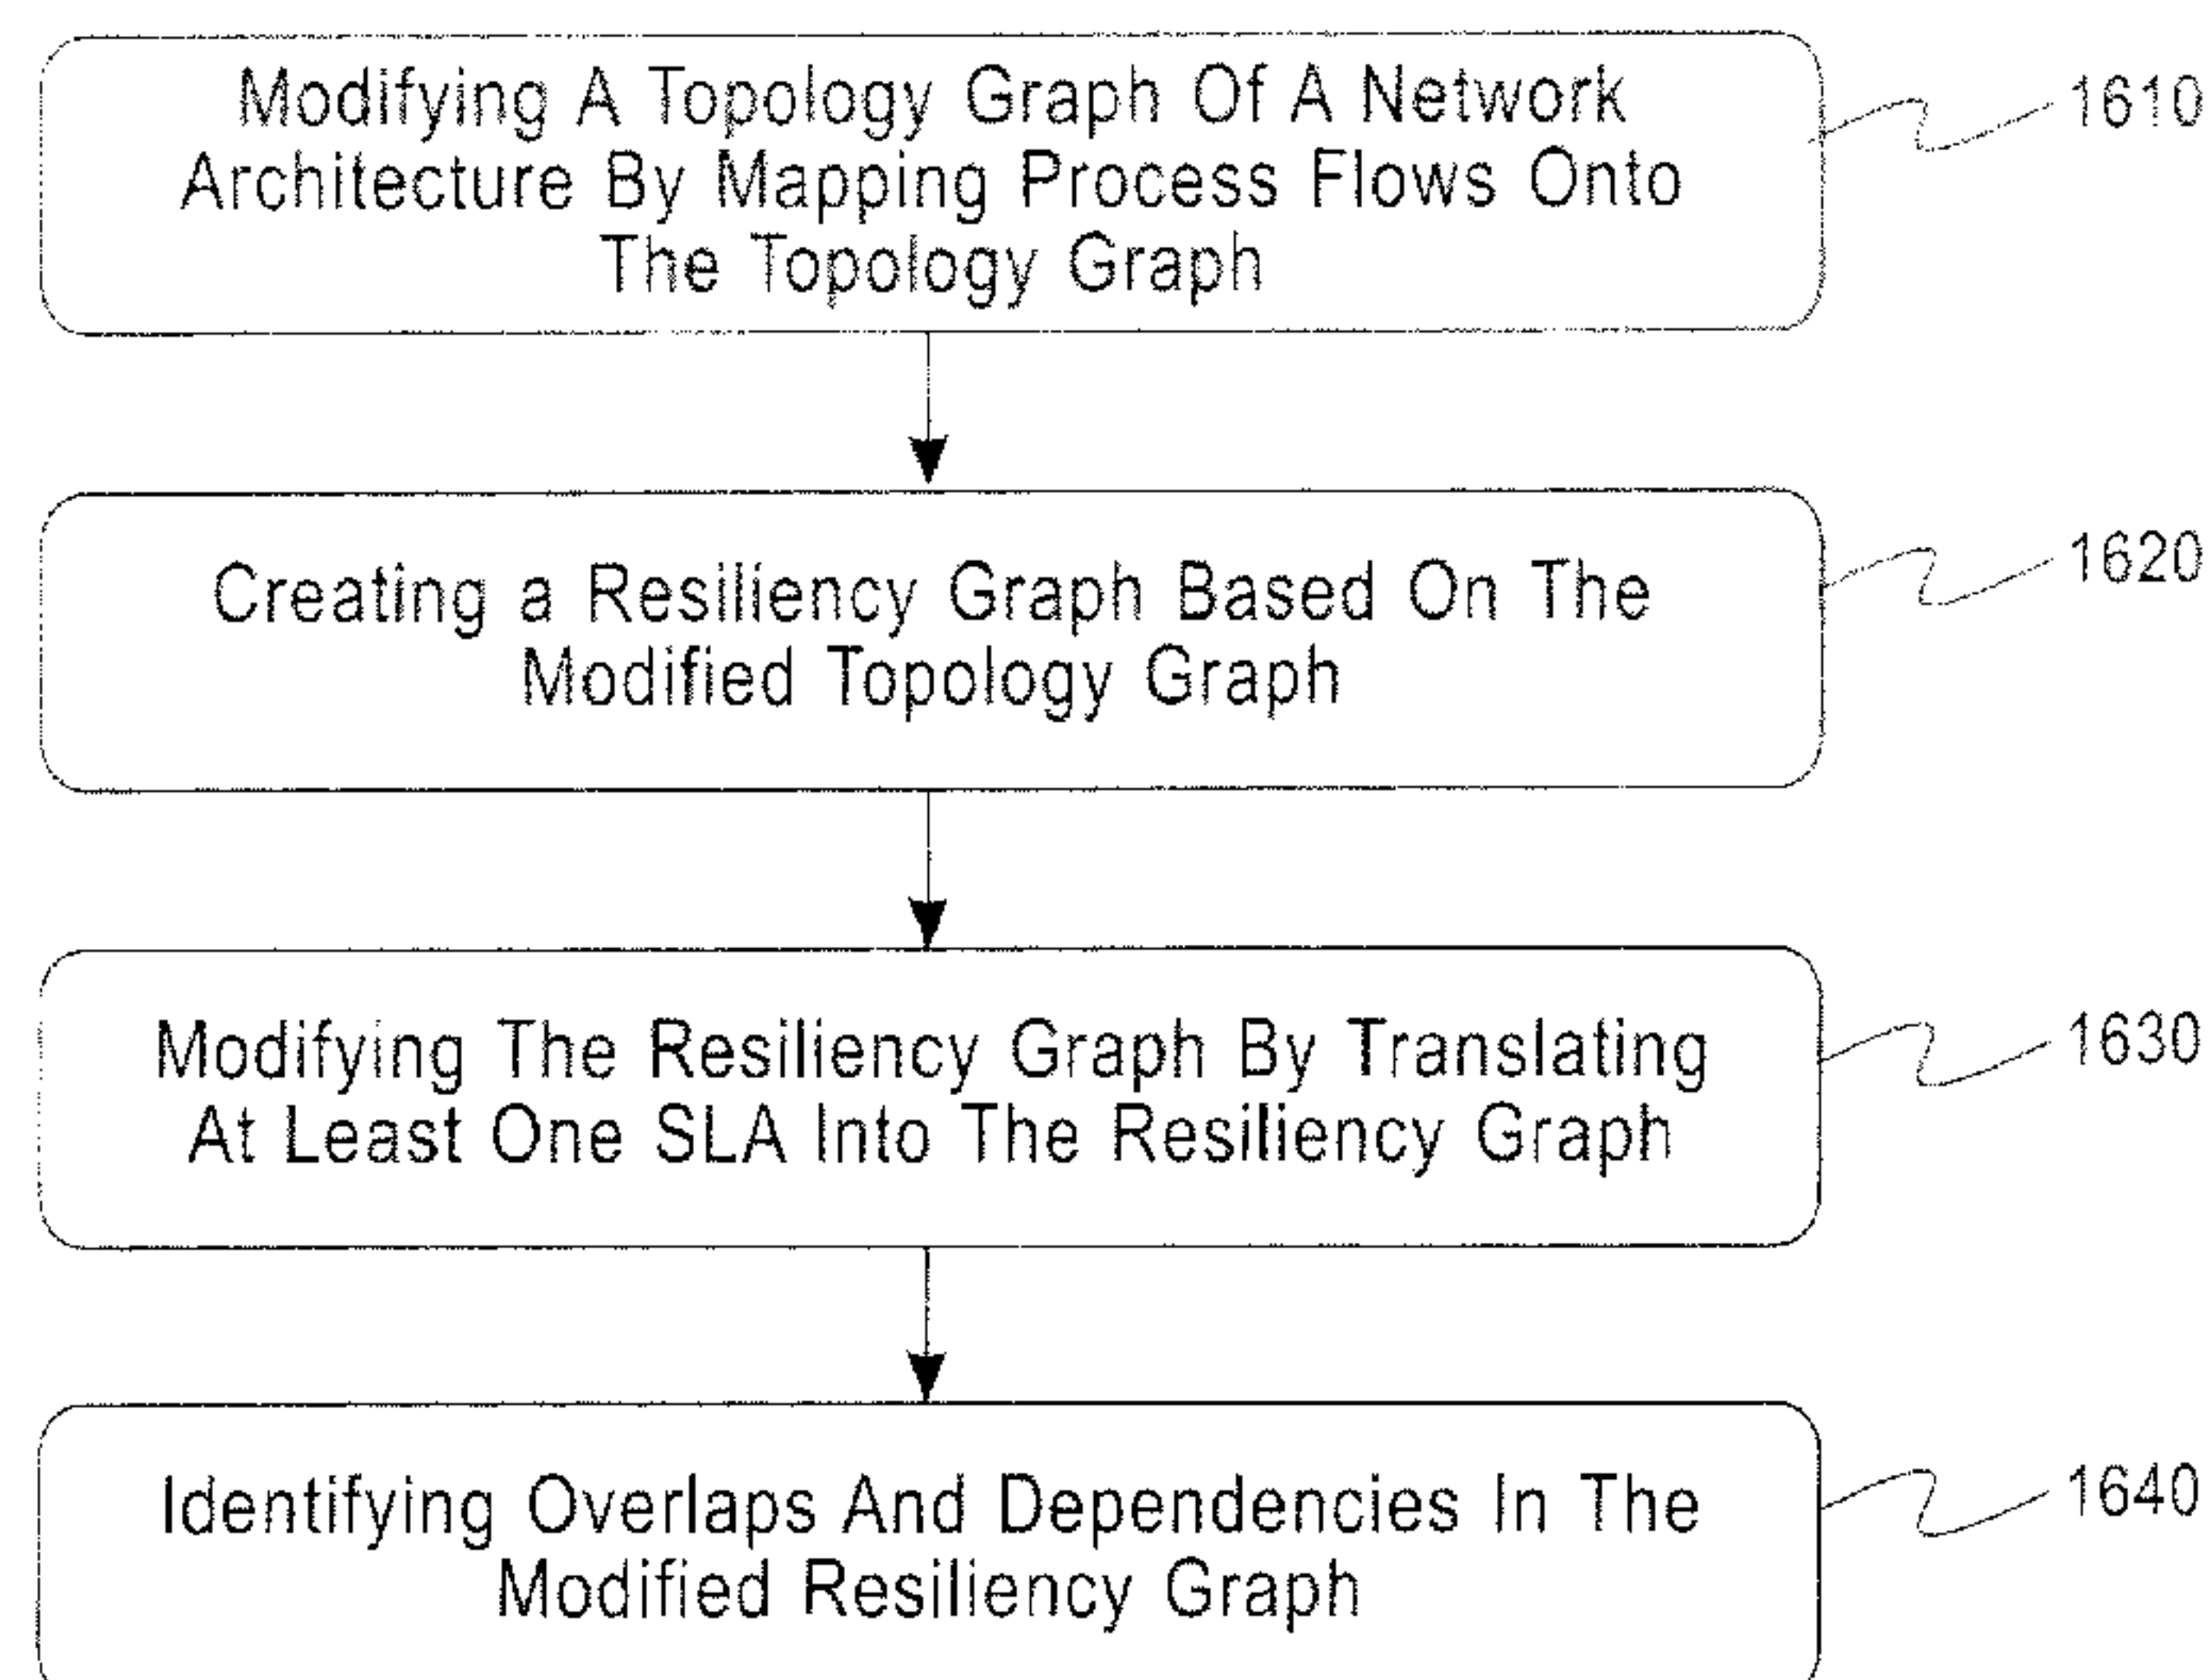 Modifying A Topology Graph Of A Network
Architecture By Mapping Process Flows Onto
The Topology Graph
1610
Creating a Resiliency Graph Based On The
Modified Topology Graph
1620
Modifying The Resiliency Graph By Translating
At Least One SLA Into The Resiliency Graph
1630
Identifying Overlaps And Dependencies In The
Modified Resiliency Graph
1640